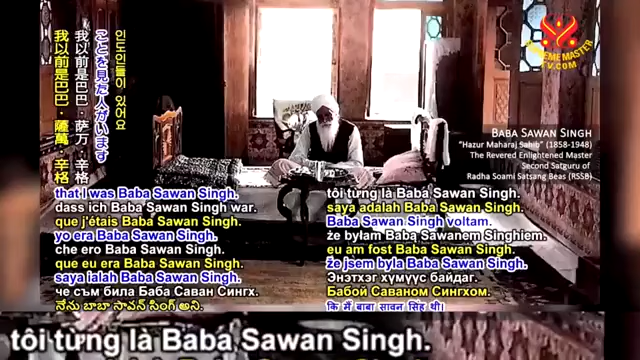 我以前是巴巴·薩萬·辛格
我以前是巴巴·萨万·辛格
ことを見た人がいます
인도인들이 있어요
SUPREME MASTER
TV.COM
BABA SAWAN SINGH
"Hazur Maharaj Sahib" (1858-1948)
The Revered Enlightened Master
Second Satguru of
Radha Soami Satsang Beas (RSSB)
that I was Baba Sawan Singh.
dass ich Baba Sawan Singh war.
que j'étais Baba Sawan Singh.
yo era Baba Sawan Singh.
che ero Baba Sawan Singh.
que eu era Baba Sawan Singh.
saya ialah Baba Sawan Singh.
че съм била Баба Саван Сингх.
నేను బాబా సావన్ సింగ్ అని.
tôi từng là Baba Sawan Singh.
saya adalah Baba Sawan Singh.
Baba Sawan Singh voltam.
że byłam Babą Sawanem Singhiem.
eu am fost Baba Sawan Singh.
že jsem byla Baba Sawan Singh.
Энэтхэг хүмүүс байдаг.
Бабой Саваном Сингхом.
कि मैं बाबा सावन सिंह थी।
tôi từng là Baba Sawan Singh.